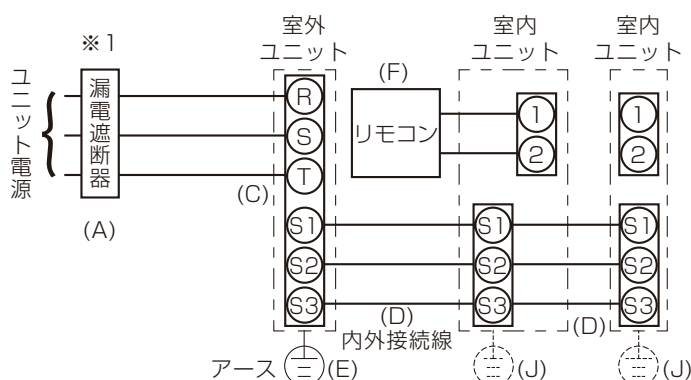 ※1
室外
ユニット
室内
ユニット
室内
ユニット
(F)
ユニット電源
漏電遮断器
(A)
R
S
T
(C)
リモコン
1
2
1
2
S1
S2
S3
S1
S2
S3
S1
S2
S3
(D)
内外接続線
(D)
アース
(E)
(J)
(J)